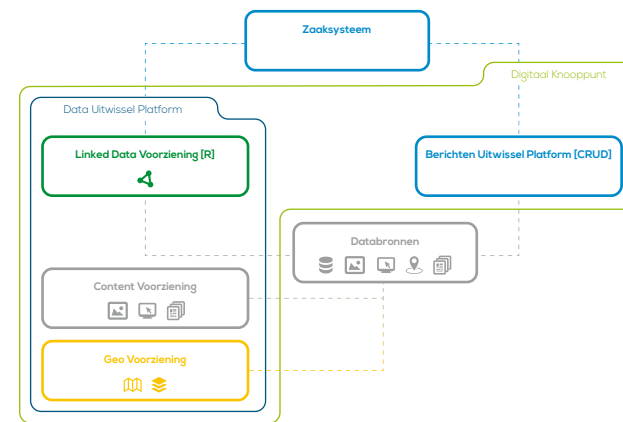 Zaaksysteem
Digitaal Knooppunt
Data Uitwissel Platform
Linked Data Voorziening [R]
Berichten Uitwissel Platform [CRUD]
Databronnen
Content Voorziening
Geo Voorziening